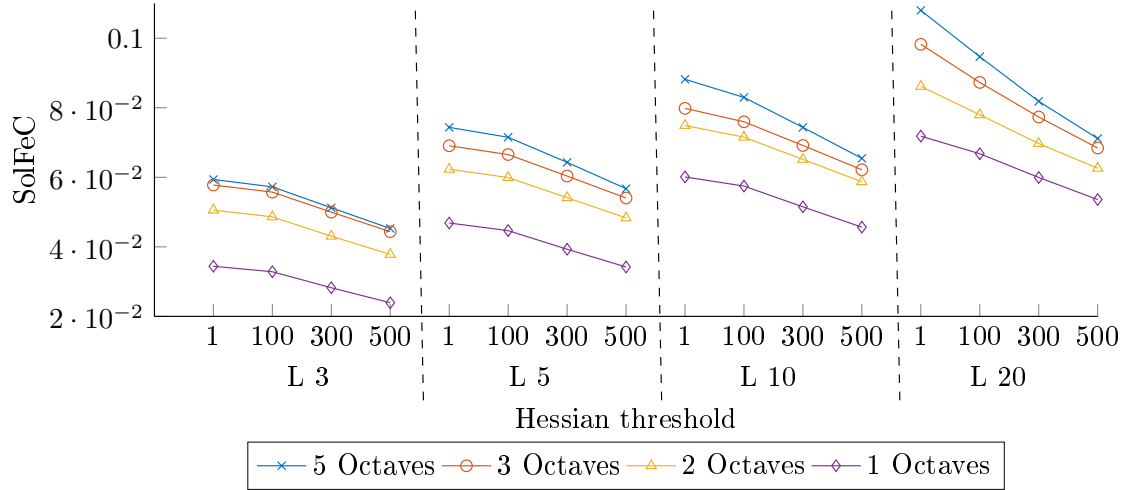 0.1
8 · 10⁻²
6 · 10⁻²
4 · 10⁻²
2 · 10⁻²
SolFeC
1 100 300 500 1 100 300 500 1 100 300 500 1 100 300 500
L 3 L 5 L 10 L 20
Hessian threshold
5 Octaves 3 Octaves 2 Octaves 1 Octaves